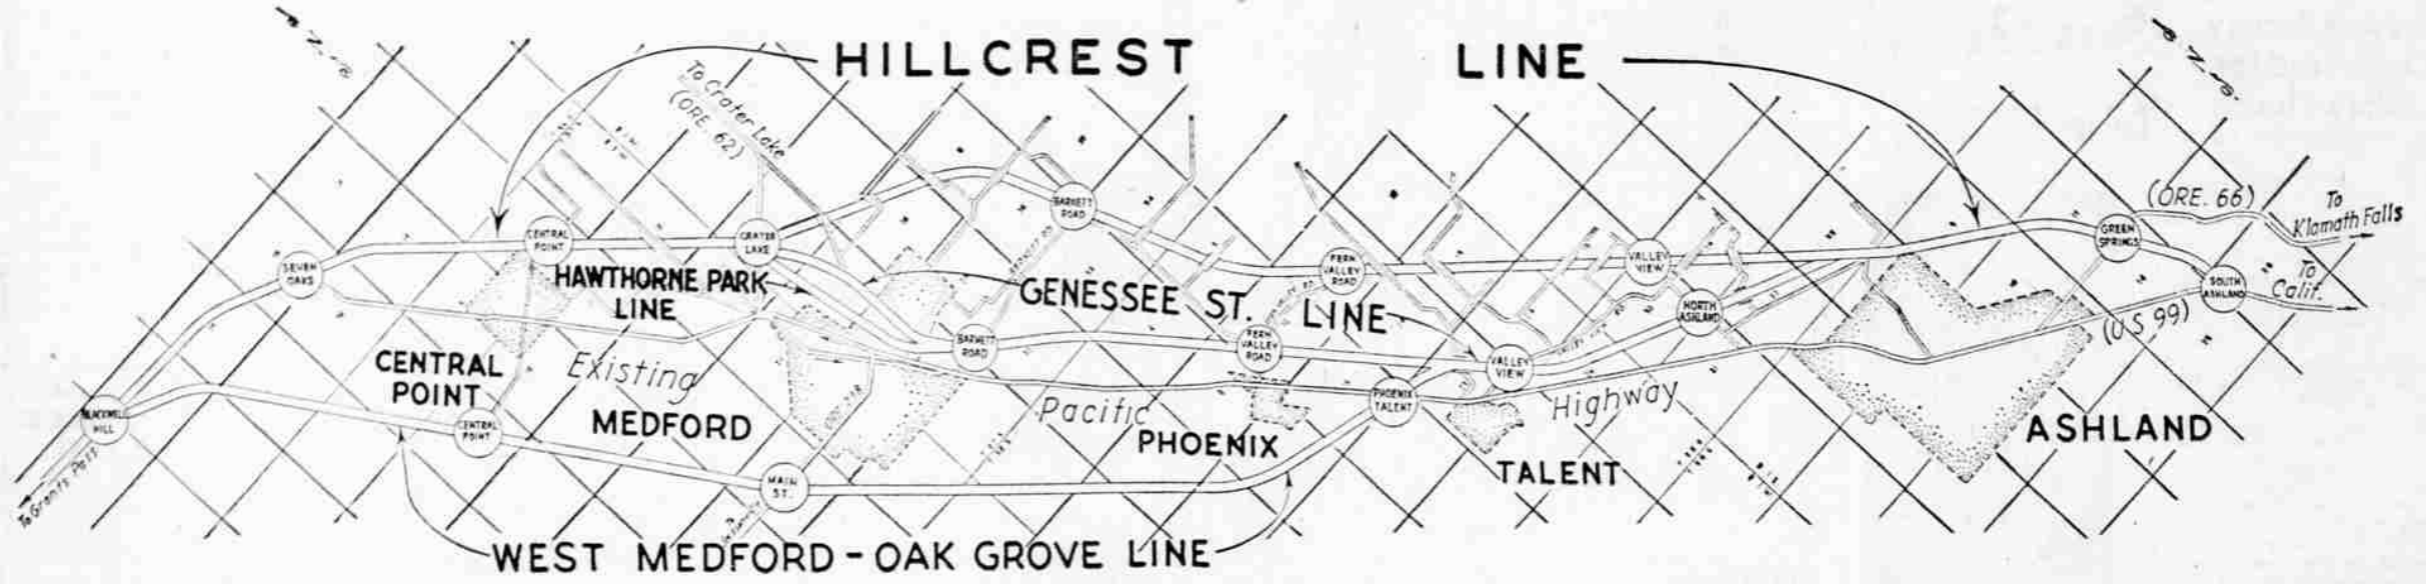 HILLCREST LINE
To Crater Lake
(ORE. 62)
(ORE. 66)
To
Klamath Falls
To
Calif.
SEVEN
OAKS
CENTRAL
POINT
CRATER
LAKE
BARNETT
ROAD
FERN
VALLEY
ROAD
VALLEY
VIEW
GREEN
SPRINGS
SOUTH
ASHLAND
HAWTHORNE PARK
LINE
GENESSEE ST. LINE
NORTH
ASHLAND
BARNETT
ROAD
FERN
VALLEY
ROAD
VALLEY
VIEW
(US 99)
CENTRAL
POINT
Existing
Pacific
Highway
MEDFORD
PHOENIX
TALENT
PHOENIX
TALENT
ASHLAND
BLACKWELL
HILL
CENTRAL
POINT
MAIN
ST.
To Grants Pass
WEST MEDFORD - OAK GROVE LINE